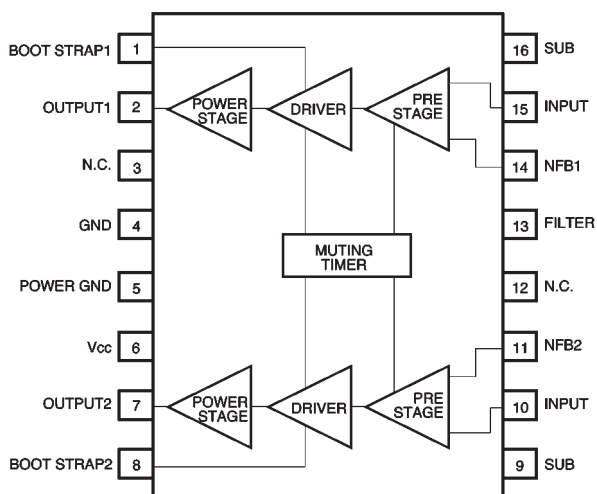 BOOT STRAP1
1
16
SUB
OUTPUT1
2
POWER
STAGE
DRIVER
PRE
STAGE
15
INPUT
N.C.
3
14
NFB1
GND
4
13
FILTER
MUTING
TIMER
POWER GND
5
12
N.C.
Vcc
6
11
NFB2
OUTPUT2
7
POWER
STAGE
DRIVER
PRE
STAGE
10
INPUT
BOOT STRAP2
8
9
SUB